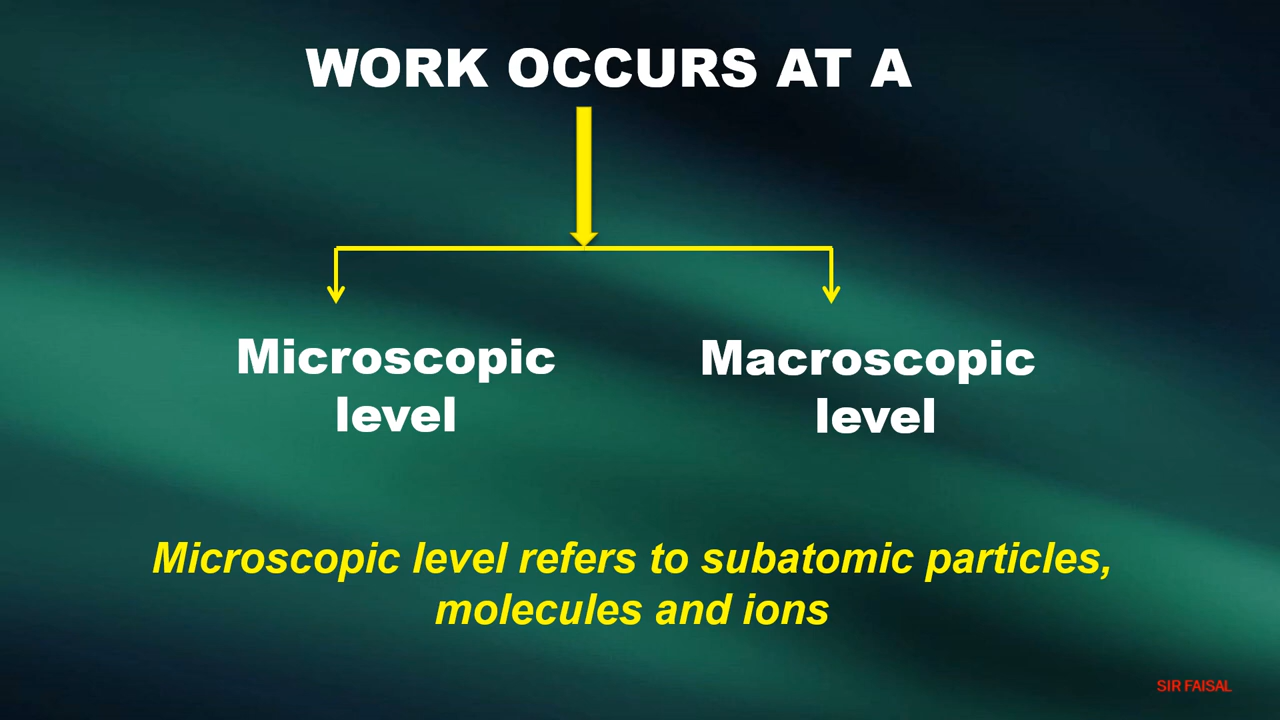 WORK OCCURS AT A
Microscopic
level
Macroscopic
level
Microscopic level refers to subatomic particles,
molecules and ions
SIR FAISAL